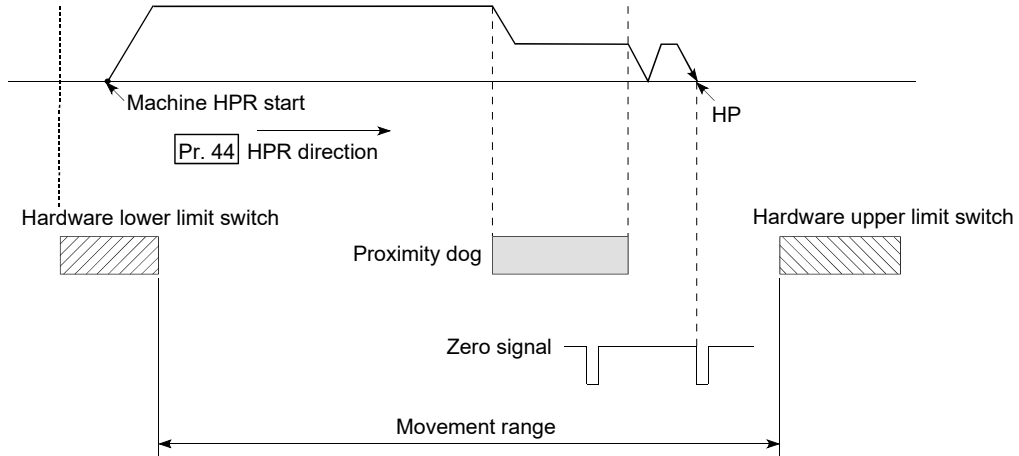 Machine HPR start
HP
Pr. 44 HPR direction
Hardware lower limit switch
Hardware upper limit switch
Proximity dog
Zero signal
Movement range